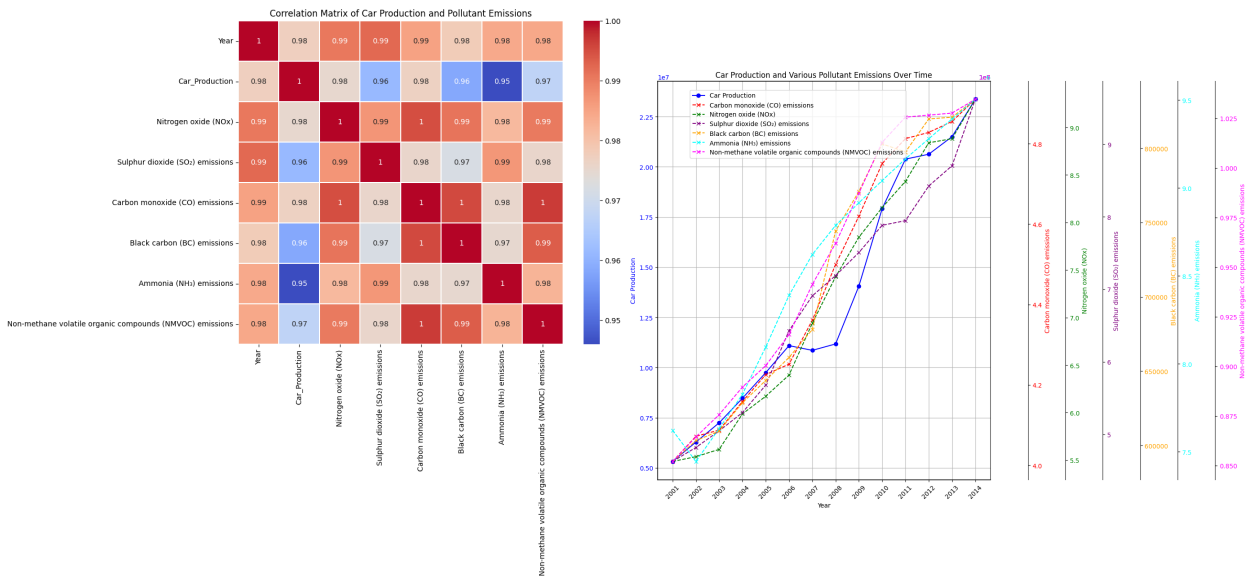 Correlation Matrix of Car Production and Pollutant Emissions
Year
Car_Production
Nitrogen oxide (NOx)
Sulphur dioxide (SO₂) emissions
Carbon monoxide (CO) emissions
Black carbon (BC) emissions
Ammonia (NH₃) emissions
Non-methane volatile organic compounds (NMVOC) emissions
1 0.98 0.99 0.99 0.99 0.98 0.98 0.98
0.98 1 0.98 0.96 0.98 0.96 0.95 0.97
0.99 0.98 1 0.99 1 0.99 0.98 0.99
0.99 0.96 0.99 1 0.98 0.97 0.99 0.98
0.99 0.98 1 0.98 1 1 0.98 1
0.98 0.96 0.99 0.97 1 1 0.97 0.99
0.98 0.95 0.98 0.99 0.98 0.97 1 0.98
0.98 0.97 0.99 0.98 1 0.99 0.98 1
Year
Car_Production
Nitrogen oxide (NOx)
Sulphur dioxide (SO₂) emissions
Carbon monoxide (CO) emissions
Black carbon (BC) emissions
Ammonia (NH₃) emissions
Non-methane volatile organic compounds (NMVOC) emissions
1.00
0.99
0.98
0.97
0.96
0.95
Car Production and Various Pollutant Emissions Over Time
1e7
Car Production
Carbon monoxide (CO) emissions
Nitrogen oxide (NOx)
Sulphur dioxide (SO₂) emissions
Black carbon (BC) emissions
Ammonia (NH₃) emissions
Non-methane volatile organic compounds (NMVOC) emissions
Car Production
2.25
2.00
1.75
1.50
1.25
1.00
0.75
0.50
2001 2002 2003 2004 2005 2006 2007 2008 2009 2010 2011 2012 2013 2014
Year
Carbon monoxide (CO) emissions
4.8
4.6
4.4
4.2
4.0
Nitrogen oxide (NOx)
9.0
8.5
8.0
7.5
7.0
6.5
6.0
5.5
Sulphur dioxide (SO₂) emissions
9
8
7
6
5
Black carbon (BC) emissions
800000
750000
700000
650000
600000
Ammonia (NH₃) emissions
9.5
9.0
8.5
8.0
7.5
Non-methane volatile organic compounds (NMVOC) emissions
1.025
1.000
0.975
0.950
0.925
0.900
0.875
0.850